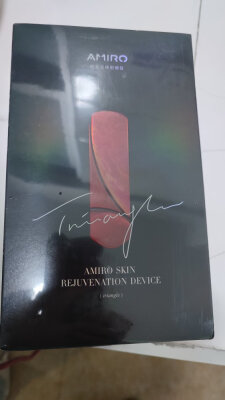 AMIRO
Triangle
AMIRO SKIN
REJUVENATION DEVICE
( triangle )